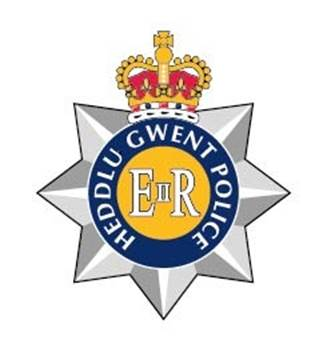 HEDDLU GWENT POLICE
EIIR